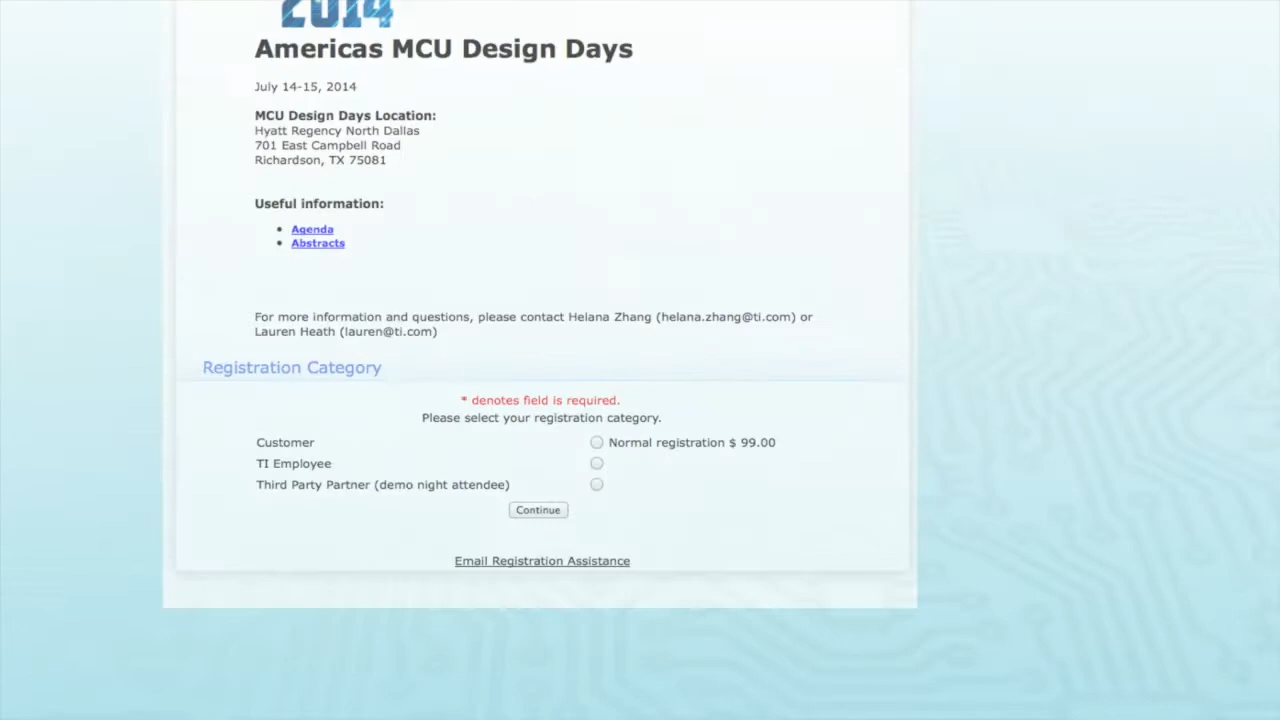 2014
Americas MCU Design Days
July 14-15, 2014
MCU Design Days Location:
Hyatt Regency North Dallas
701 East Campbell Road
Richardson, TX 75081
Useful information:
Agenda
Abstracts
For more information and questions, please contact Helana Zhang (helana.zhang@ti.com) or
Lauren Heath (lauren@ti.com)
Registration Category
* denotes field is required.
Please select your registration category.
Customer Normal registration $ 99.00
TI Employee
Third Party Partner (demo night attendee)
Continue
Email Registration Assistance